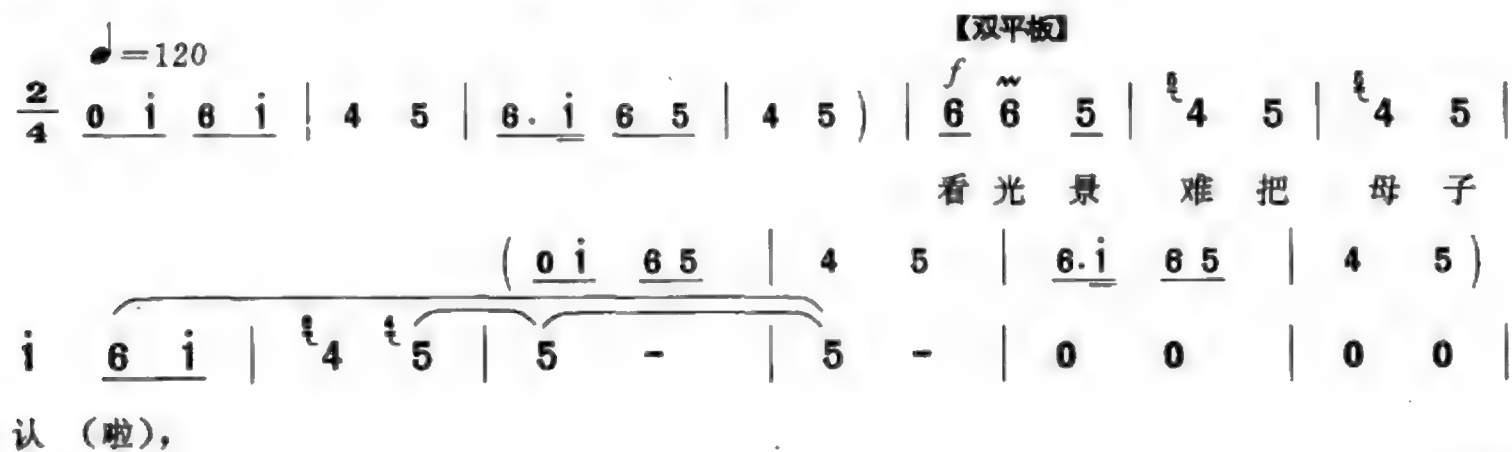 【双平板】
♩=120
2/4 0 i̇ 6 i̇ | 4 5 | 6. i̇ 6 5 | 4 5 ) | f 6 6 5 | 4 5 | 4 5 |
看 光 景 难 把 母 子
( 0 i̇ 6 5 | 4 5 | 6. i̇ 6 5 | 4 5 )
i̇ 6 i̇ | 4 5 | 5 - | 5 - | 0 0 | 0 0 |
认 （啦），